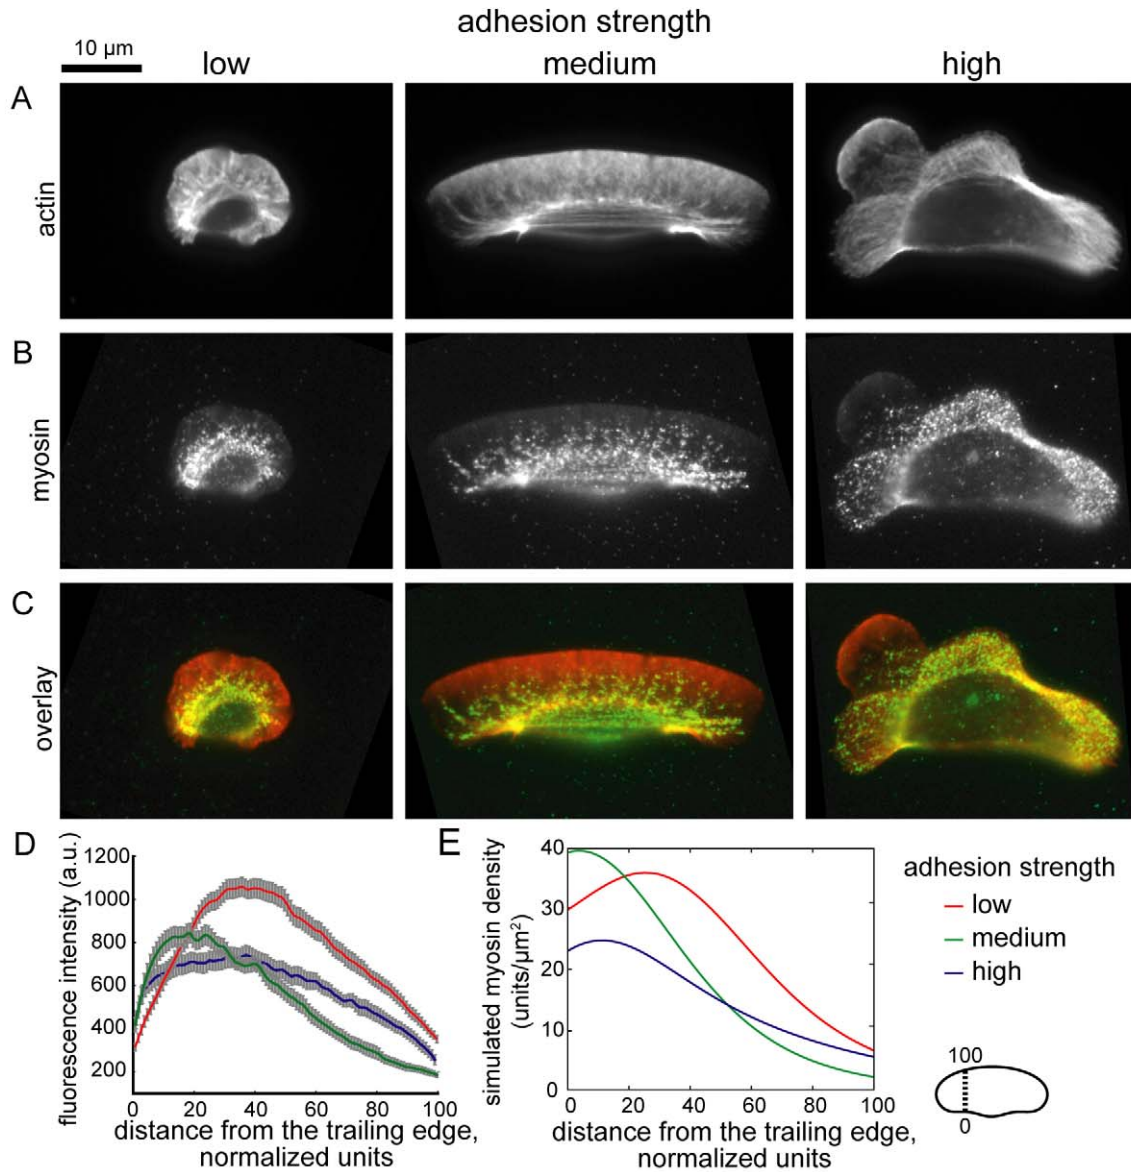 adhesion strength
10 µm
low medium high
A
actin
B
myosin
C
overlay
D
fluorescence intensity (a.u.)
1200
1000
800
600
400
200
0 20 40 60 80 100
distance from the trailing edge,
normalized units
E
simulated myosin density
(units/µm²)
40
30
20
10
0
0 20 40 60 80 100
distance from the trailing edge,
normalized units
adhesion strength
low
medium
high
100
0